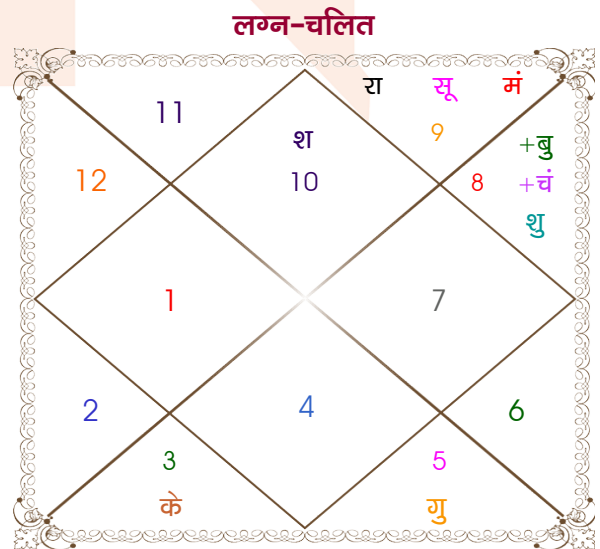 लग्न-चलित
रा सू मं
11 9
श +बु
12 10 8 +चं
शु
1 7
2 4 6
3 5
के गु